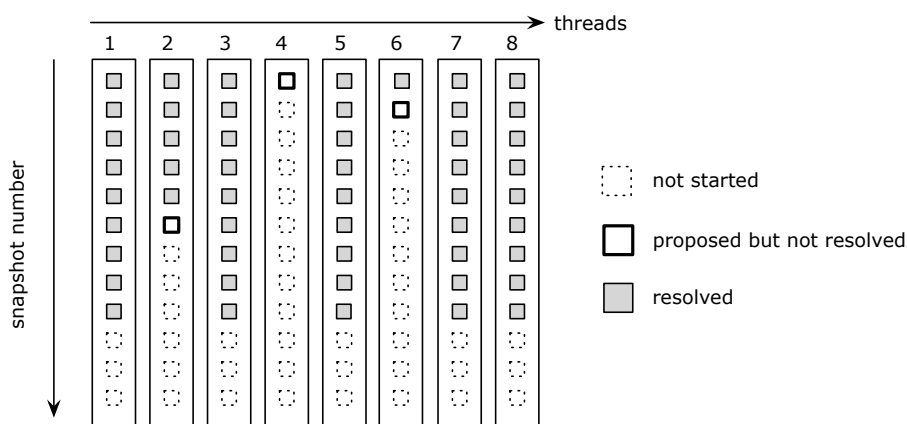 threads
1 2 3 4 5 6 7 8
snapshot number
not started
proposed but not resolved
resolved